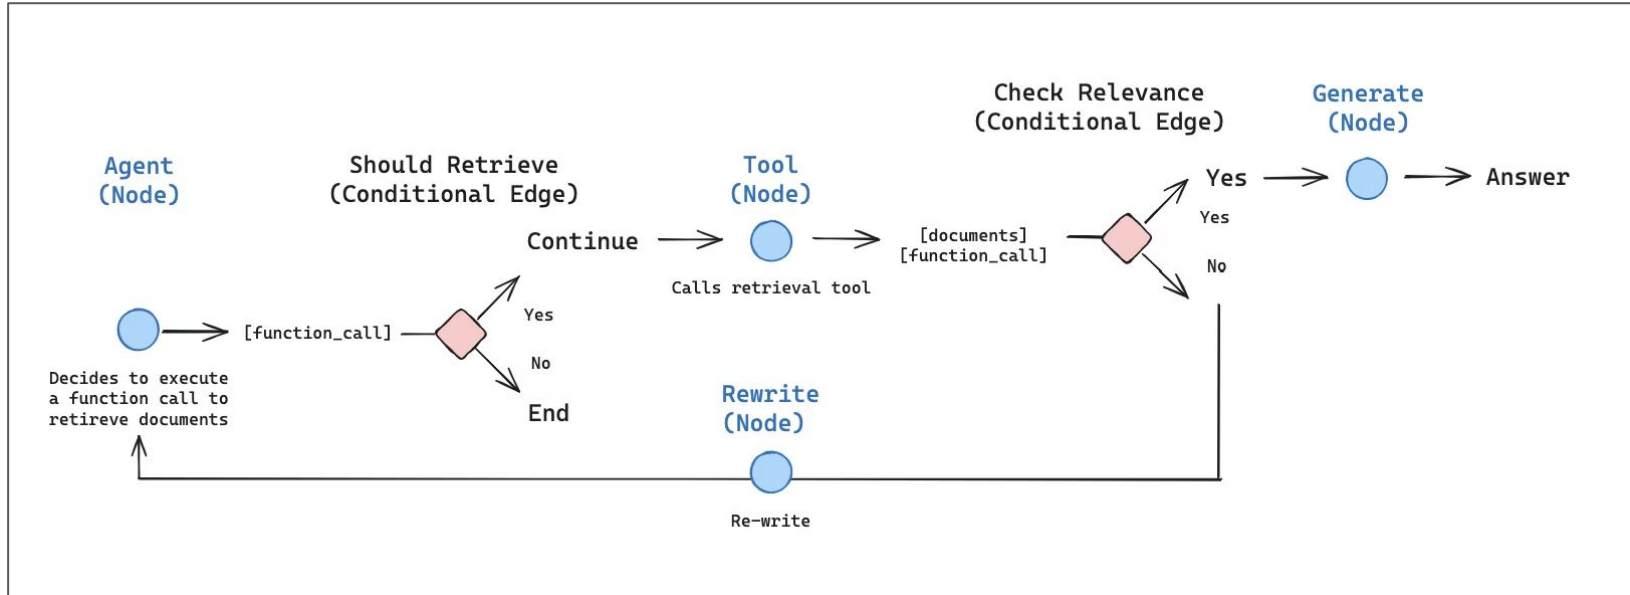 Check Relevance
(Conditional Edge)
Generate
(Node)
Agent
(Node)
Should Retrieve
(Conditional Edge)
Tool
(Node)
Yes
Answer
Yes
Continue
[documents]
[function_call]
No
Calls retrieval tool
Yes
[function_call]
No
Decides to execute
a function call to
retireve documents
End
Rewrite
(Node)
Re-write